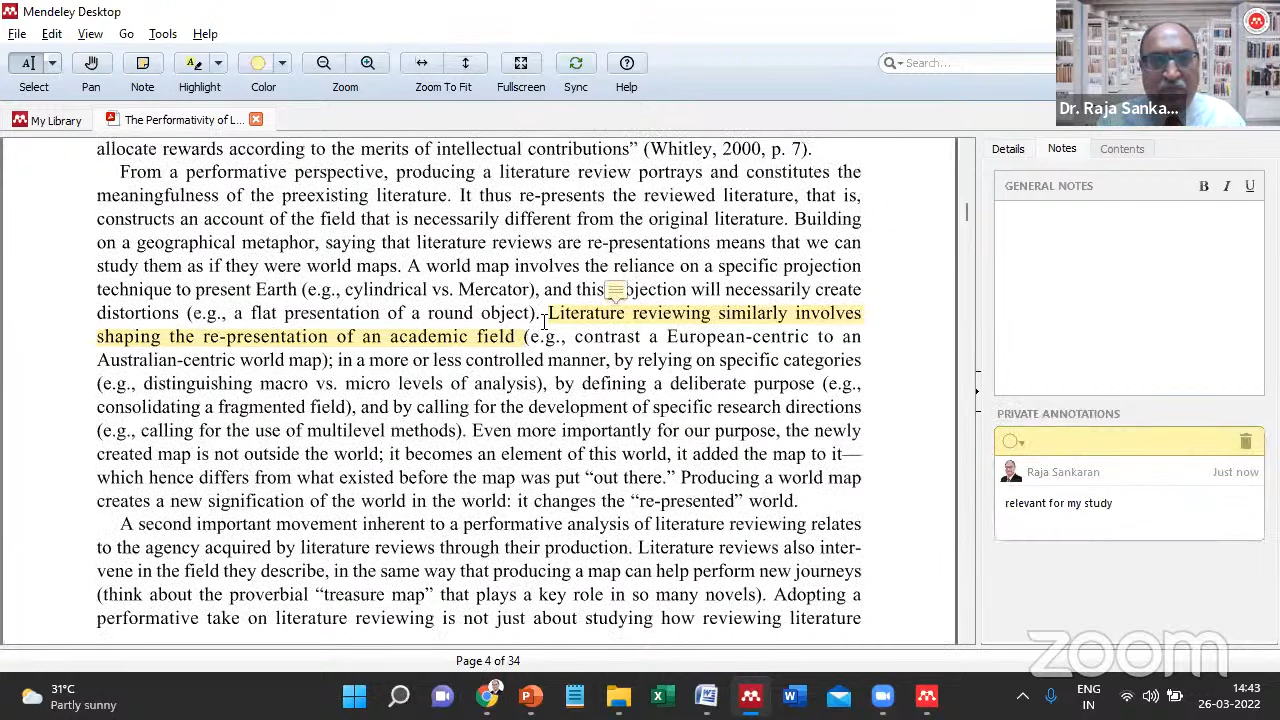 Mendeley Desktop
File Edit View Go Tools Help
Select Pan Note Highlight Color Zoom Zoom To Fit Fullscreen Sync Help
Search...
Dr. Raja Sanka...
My Library
The Performativity of L...
Details Notes Contents
allocate rewards according to the merits of intellectual contributions” (Whitley, 2000, p. 7).
From a performative perspective, producing a literature review portrays and constitutes the
meaningfulness of the preexisting literature. It thus re-presents the reviewed literature, that is,
constructs an account of the field that is necessarily different from the original literature. Building
on a geographical metaphor, saying that literature reviews are re-presentations means that we can
study them as if they were world maps. A world map involves the reliance on a specific projection
technique to present Earth (e.g., cylindrical vs. Mercator), and this ojection will necessarily create
distortions (e.g., a flat presentation of a round object). Literature reviewing similarly involves
shaping the re-presentation of an academic field (e.g., contrast a European-centric to an
Australian-centric world map); in a more or less controlled manner, by relying on specific categories
(e.g., distinguishing macro vs. micro levels of analysis), by defining a deliberate purpose (e.g.,
consolidating a fragmented field), and by calling for the development of specific research directions
(e.g., calling for the use of multilevel methods). Even more importantly for our purpose, the newly
created map is not outside the world; it becomes an element of this world, it added the map to it—
which hence differs from what existed before the map was put “out there.” Producing a world map
creates a new signification of the world in the world: it changes the “re-presented” world.
A second important movement inherent to a performative analysis of literature reviewing relates
to the agency acquired by literature reviews through their production. Literature reviews also inter-
vene in the field they describe, in the same way that producing a map can help perform new journeys
(think about the proverbial “treasure map” that plays a key role in so many novels). Adopting a
performative take on literature reviewing is not just about studying how reviewing literature
GENERAL NOTES B I U
PRIVATE ANNOTATIONS
Raja Sankaran Just now
relevant for my study
Page 4 of 34
zoom
31°C
Partly sunny
ENG
IN
14:43
26-03-2022